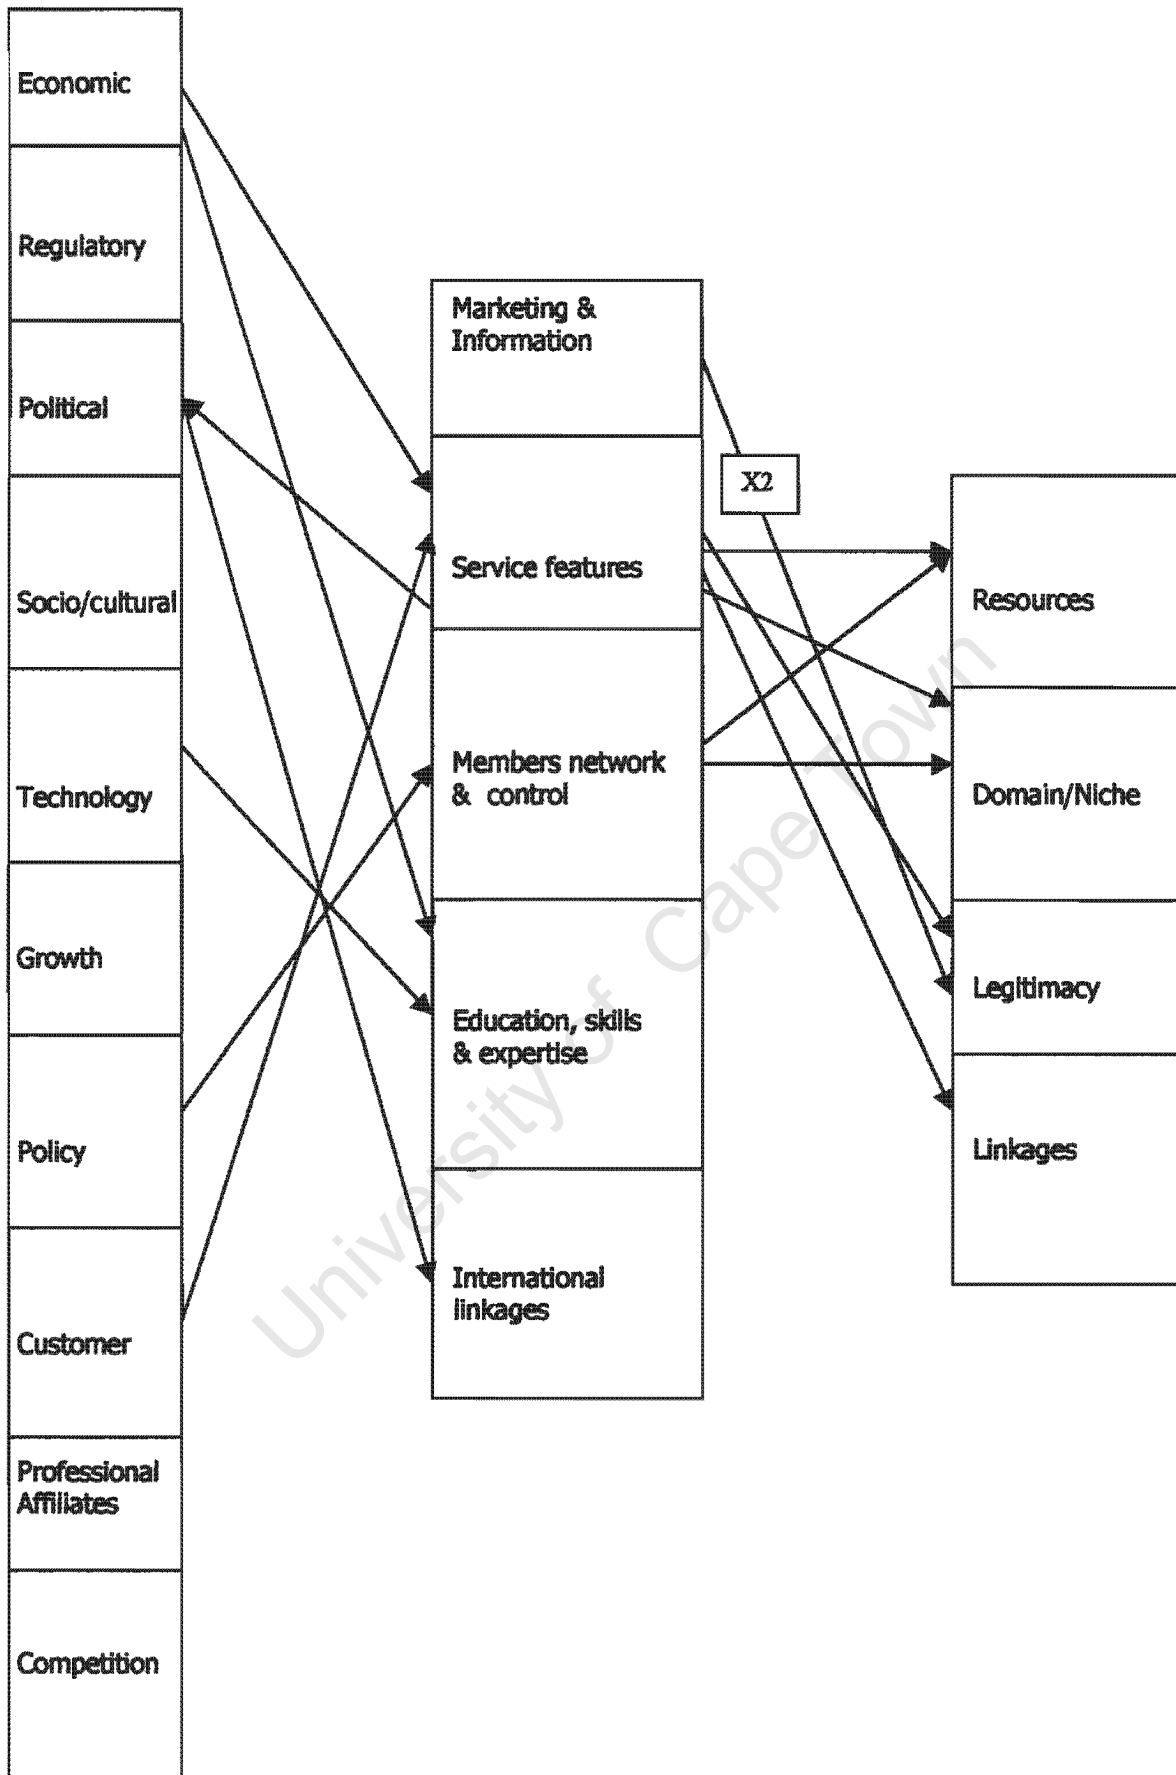 Economic
Regulatory
Political
Socio/cultural
Technology
Growth
Policy
Customer
Professional
Affiliates
Competition
Marketing &
Information
Service features
Members network
& control
Education, skills
& expertise
International
linkages
X2
Resources
Domain/Niche
Legitimacy
Linkages
University of Cape Town